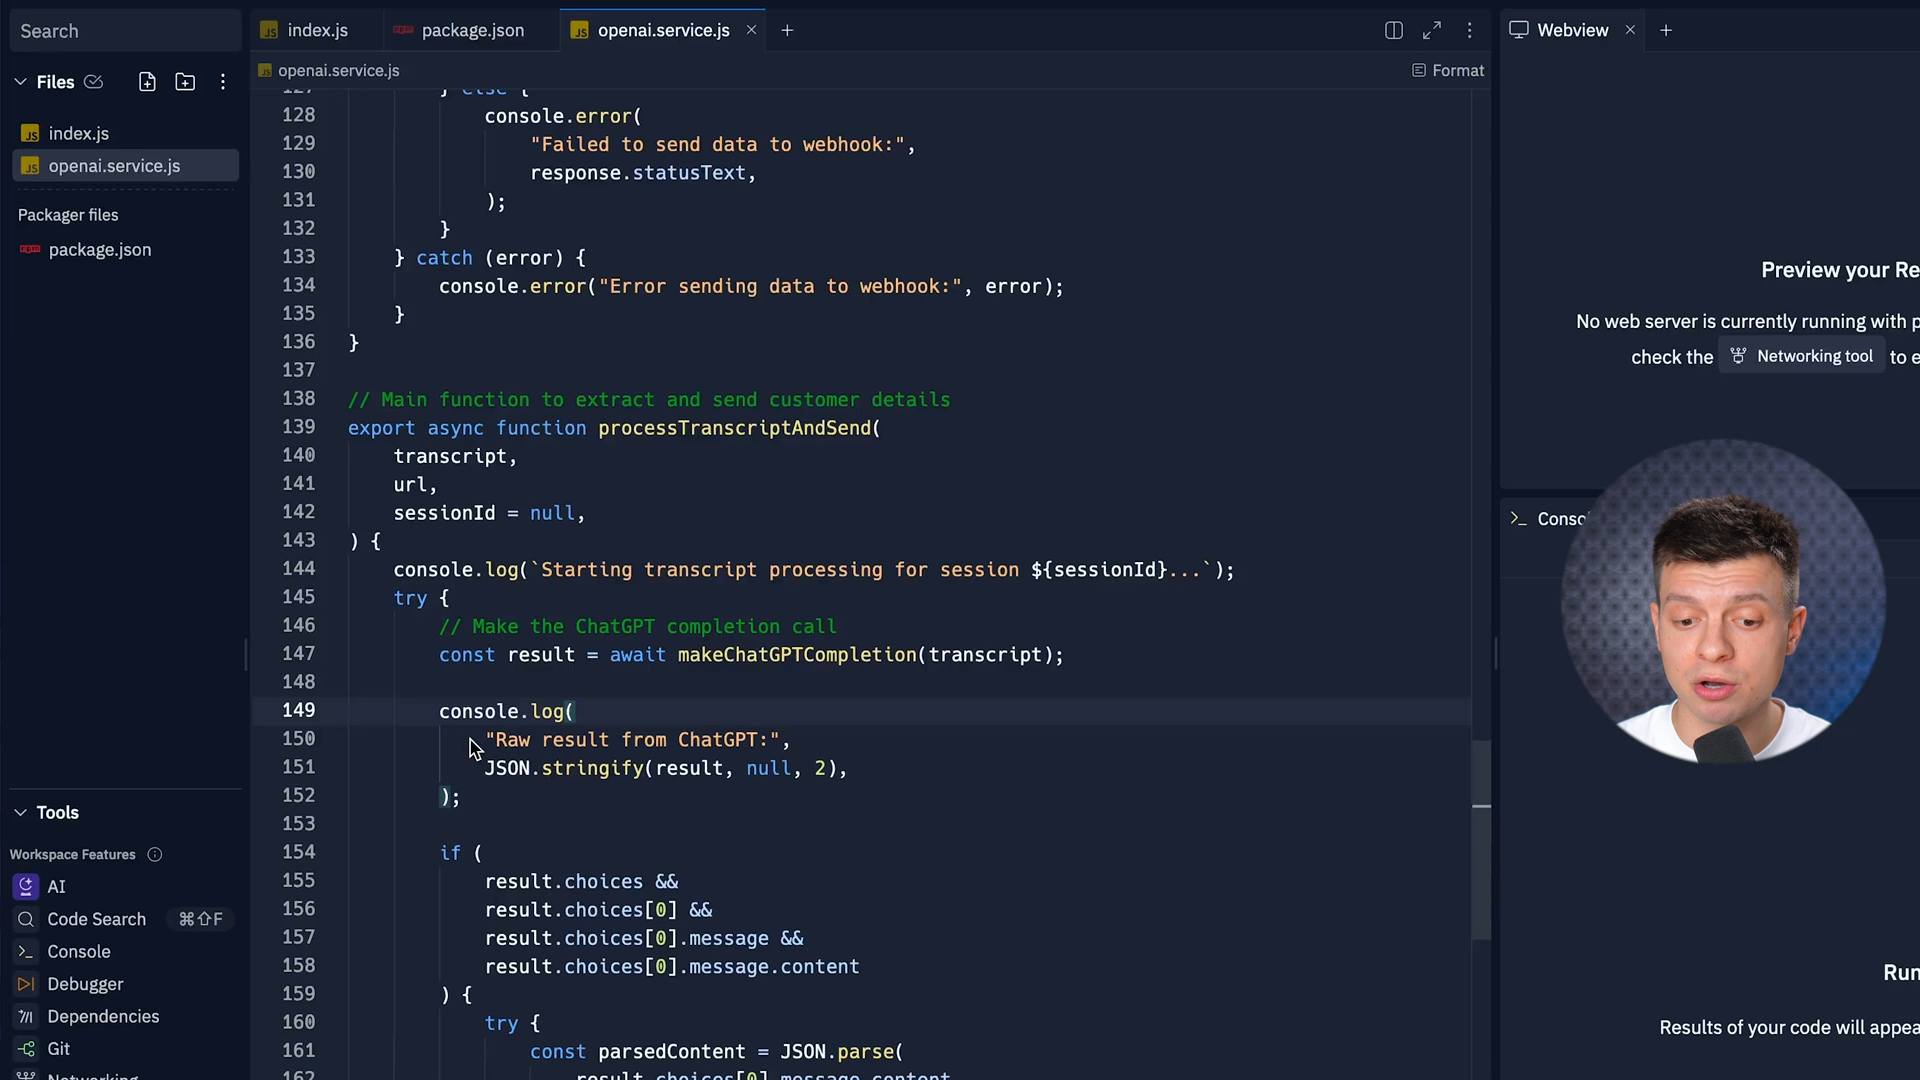 Search
Files
index.js
openai.service.js
Packager files
package.json
Tools
Workspace Features
AI
Code Search ⌘⇧F
Console
Debugger
Dependencies
Git
Networking
index.js
package.json
openai.service.js
openai.service.js
Format
127 } else {
128 console.error(
129 "Failed to send data to webhook:",
130 response.statusText,
131 );
132 }
133 } catch (error) {
134 console.error("Error sending data to webhook:", error);
135 }
136 }
137
138 // Main function to extract and send customer details
139 export async function processTranscriptAndSend(
140 transcript,
141 url,
142 sessionId = null,
143 ) {
144 console.log(`Starting transcript processing for session ${sessionId}...`);
145 try {
146 // Make the ChatGPT completion call
147 const result = await makeChatGPTCompletion(transcript);
148
149 console.log(
150 "Raw result from ChatGPT:",
151 JSON.stringify(result, null, 2),
152 );
153
154 if (
155 result.choices &&
156 result.choices[0] &&
157 result.choices[0].message &&
158 result.choices[0].message.content
159 ) {
160 try {
161 const parsedContent = JSON.parse(
162 result.choices[0].message.content
Webview
Preview your Re
No web server is currently running with p
check the Networking tool to e
Conso
Run
Results of your code will appea